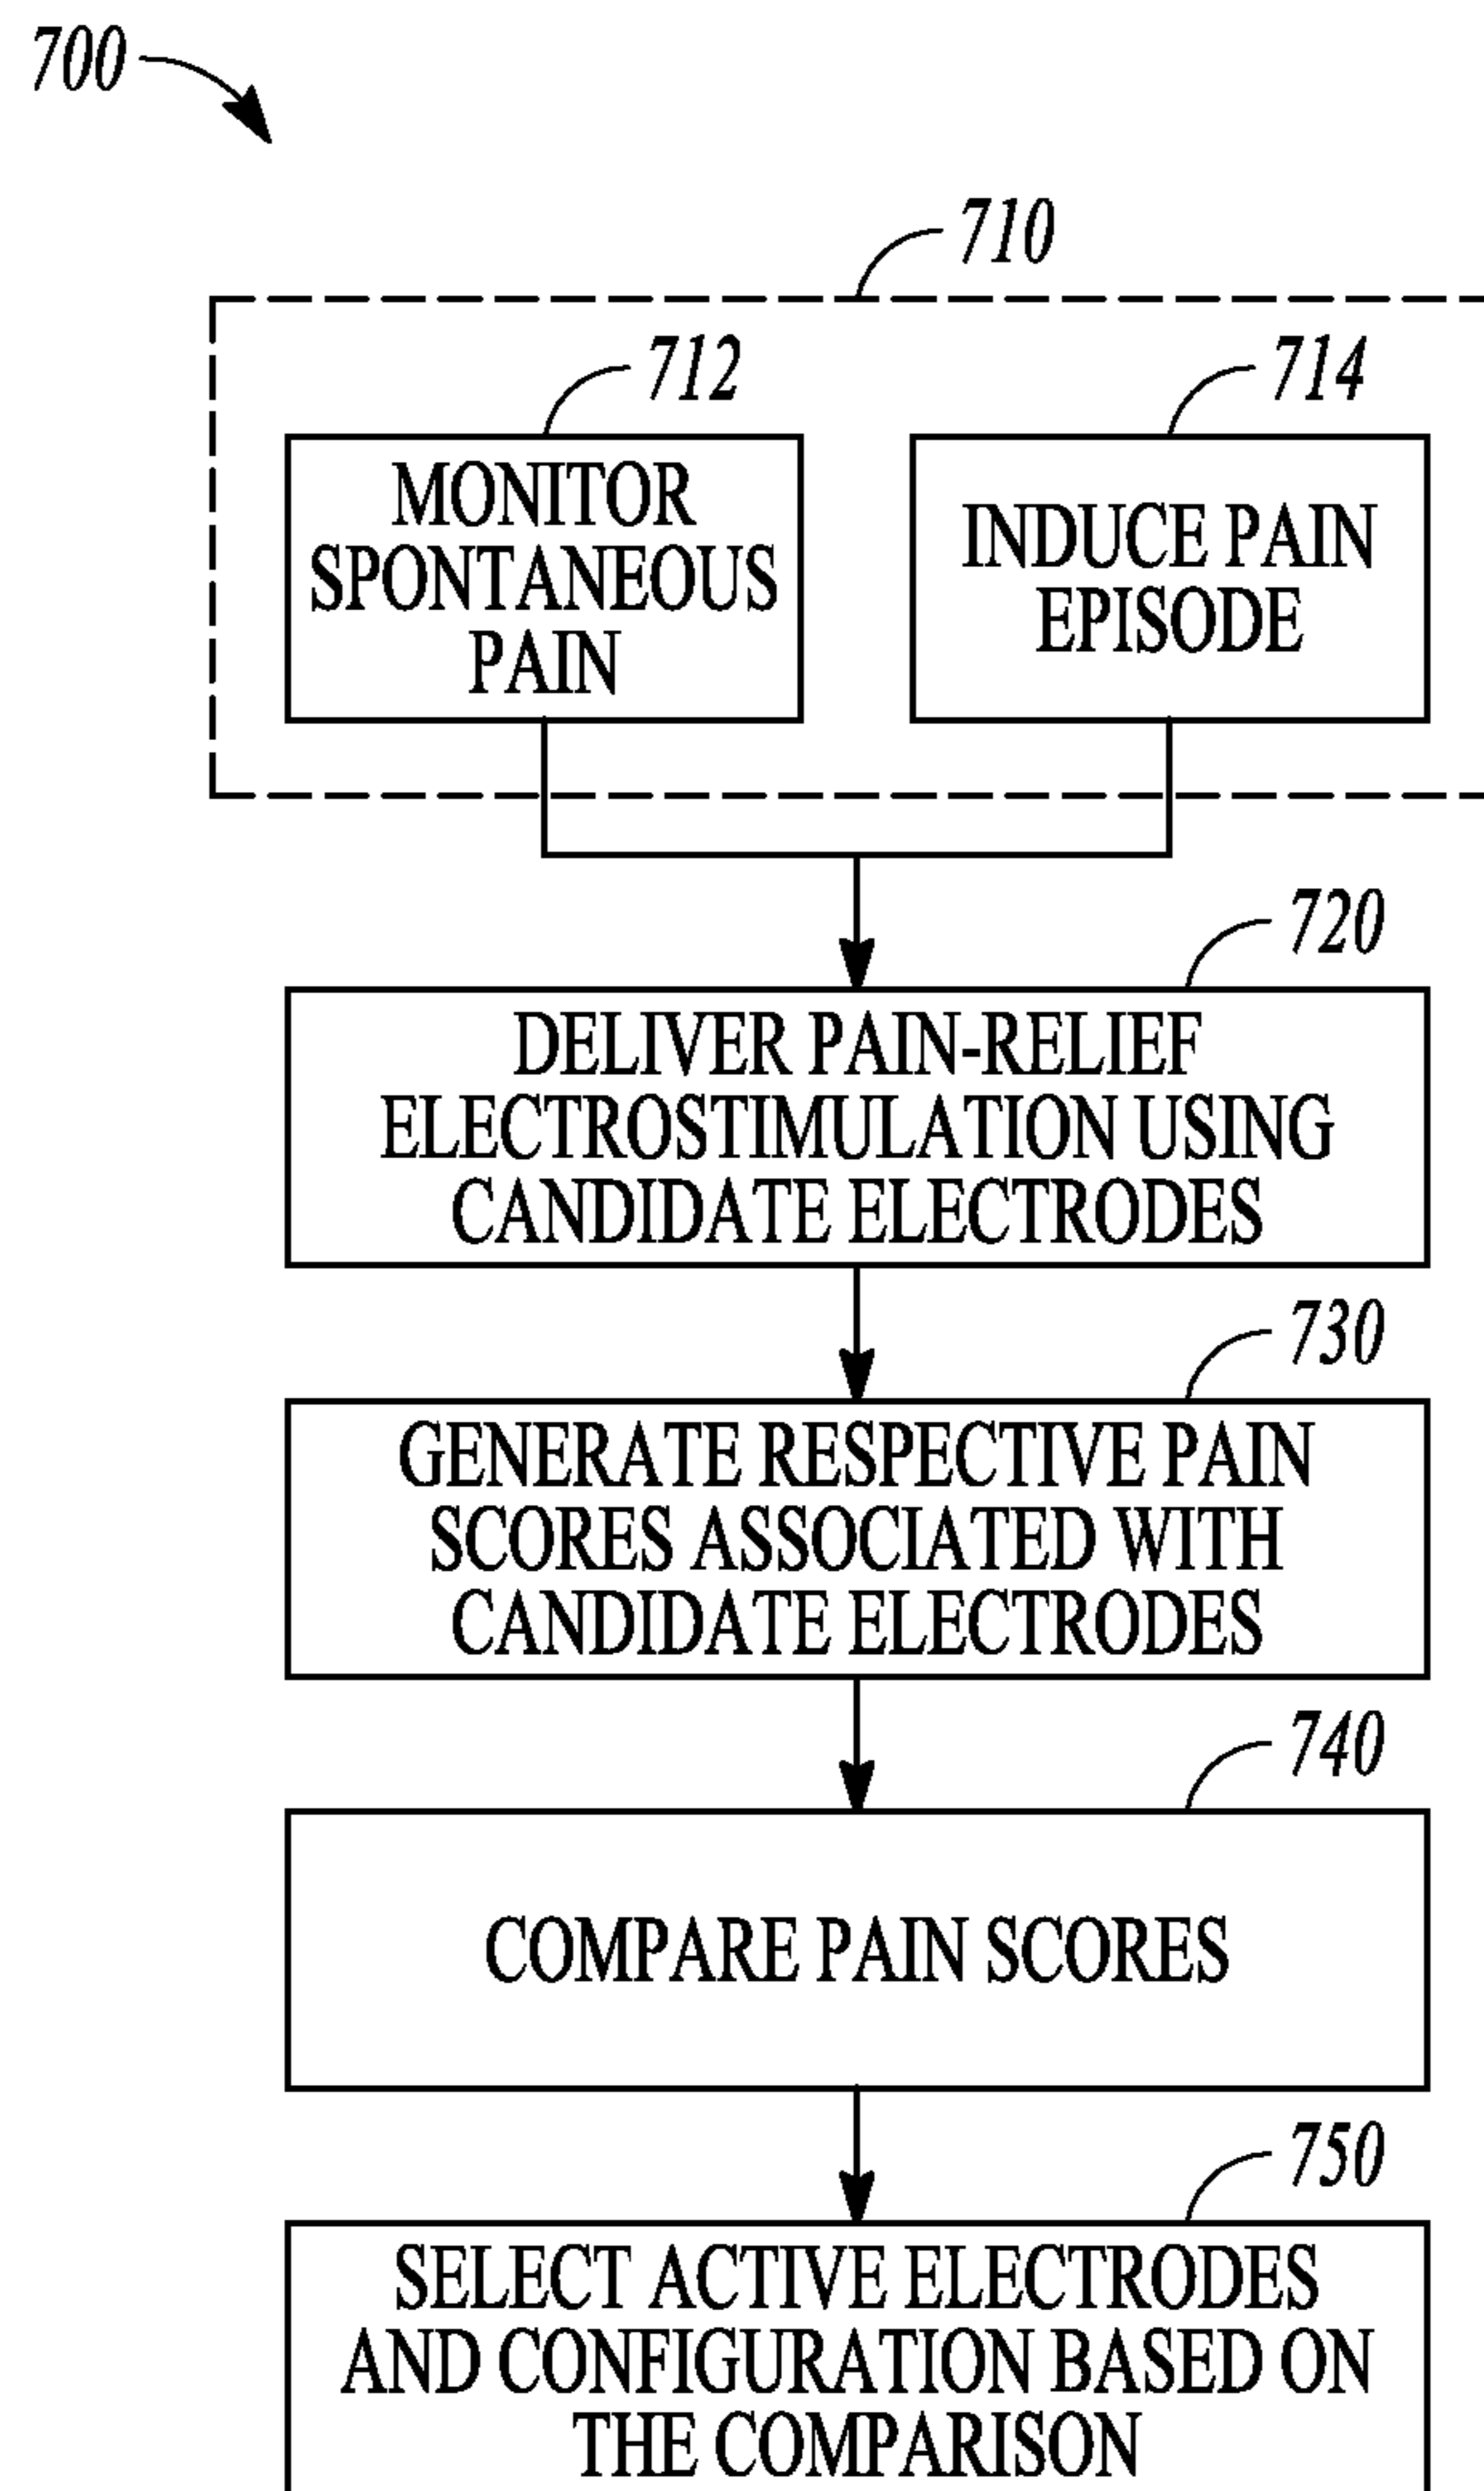 700
710
712
714
MONITOR
SPONTANEOUS
PAIN
INDUCE PAIN
EPISODE
720
DELIVER PAIN-RELIEF
ELECTROSTIMULATION USING
CANDIDATE ELECTRODES
730
GENERATE RESPECTIVE PAIN
SCORES ASSOCIATED WITH
CANDIDATE ELECTRODES
740
COMPARE PAIN SCORES
750
SELECT ACTIVE ELECTRODES
AND CONFIGURATION BASED ON
THE COMPARISON